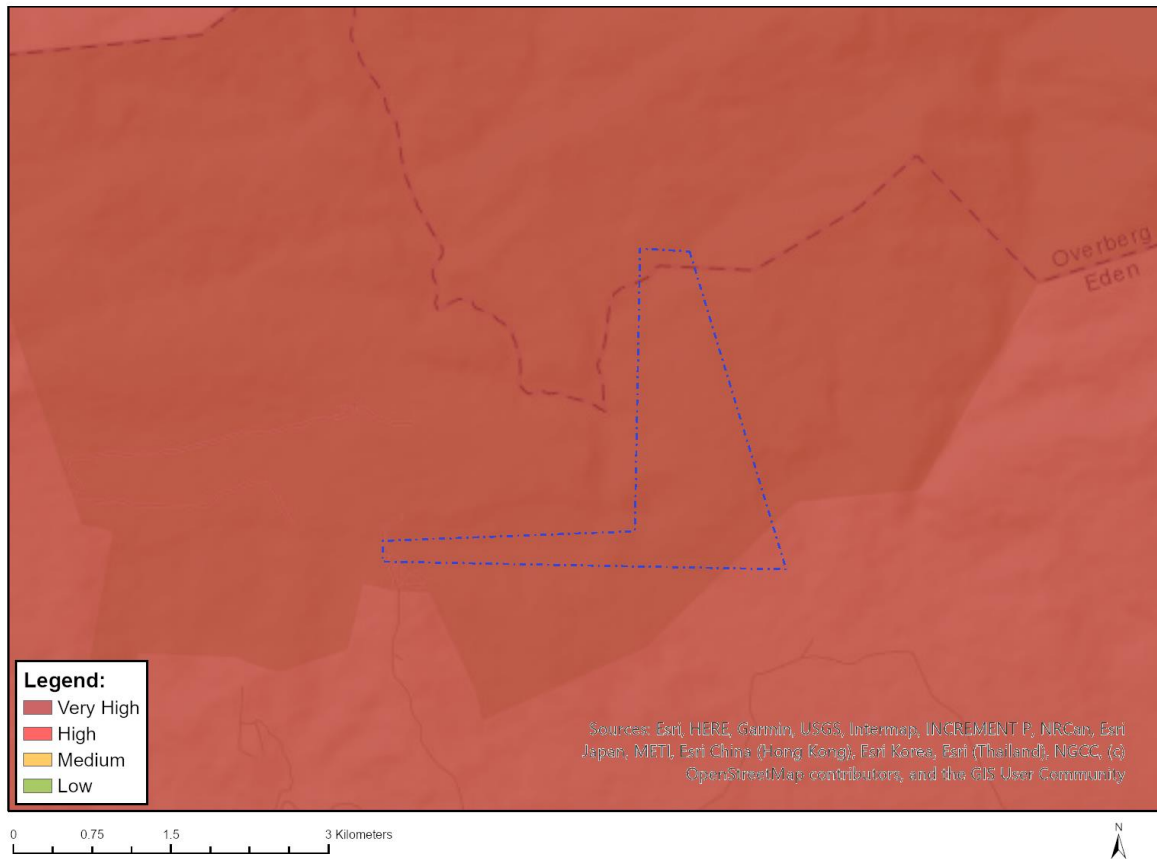 Overberg
Eden
Legend:
Very High
High
Medium
Low
Sources: Esri, HERE, Garmin, USGS, Intermap, INCREMENT P, NRCan, Esri
Japan, METI, Esri China (Hong Kong), Esri Korea, Esri (Thailand), NGCC, (c)
OpenStreetMap contributors, and the GIS User Community
0 0.75 1.5 3 Kilometers
N